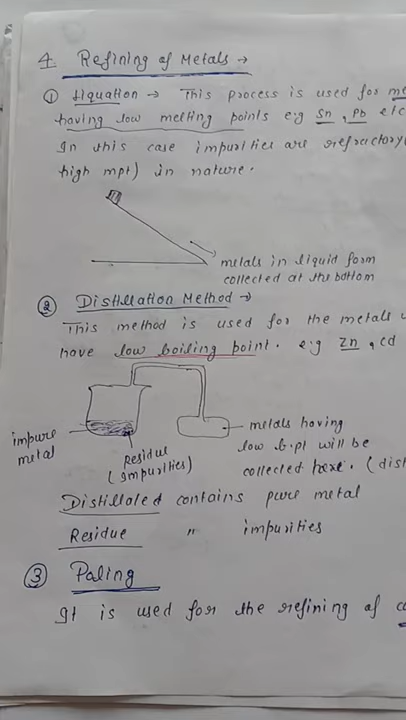 4. Refining of Metals →
① Liquation → This process is used for
having low melting points e.g Sn, Pb etc
In this case impurities are refractory(
high mpt) in nature.
metals in liquid form
collected at the bottom
② Distillation Method →
This method is used for the metals
have low boiling point. e.g Zn, cd
impure
metal
Residue
(Impurities)
metals having
low b.pt will be
collected here. (dist
Distilloled contains pure metal
Residue " impurities
③ Poling
It is used for the refining of